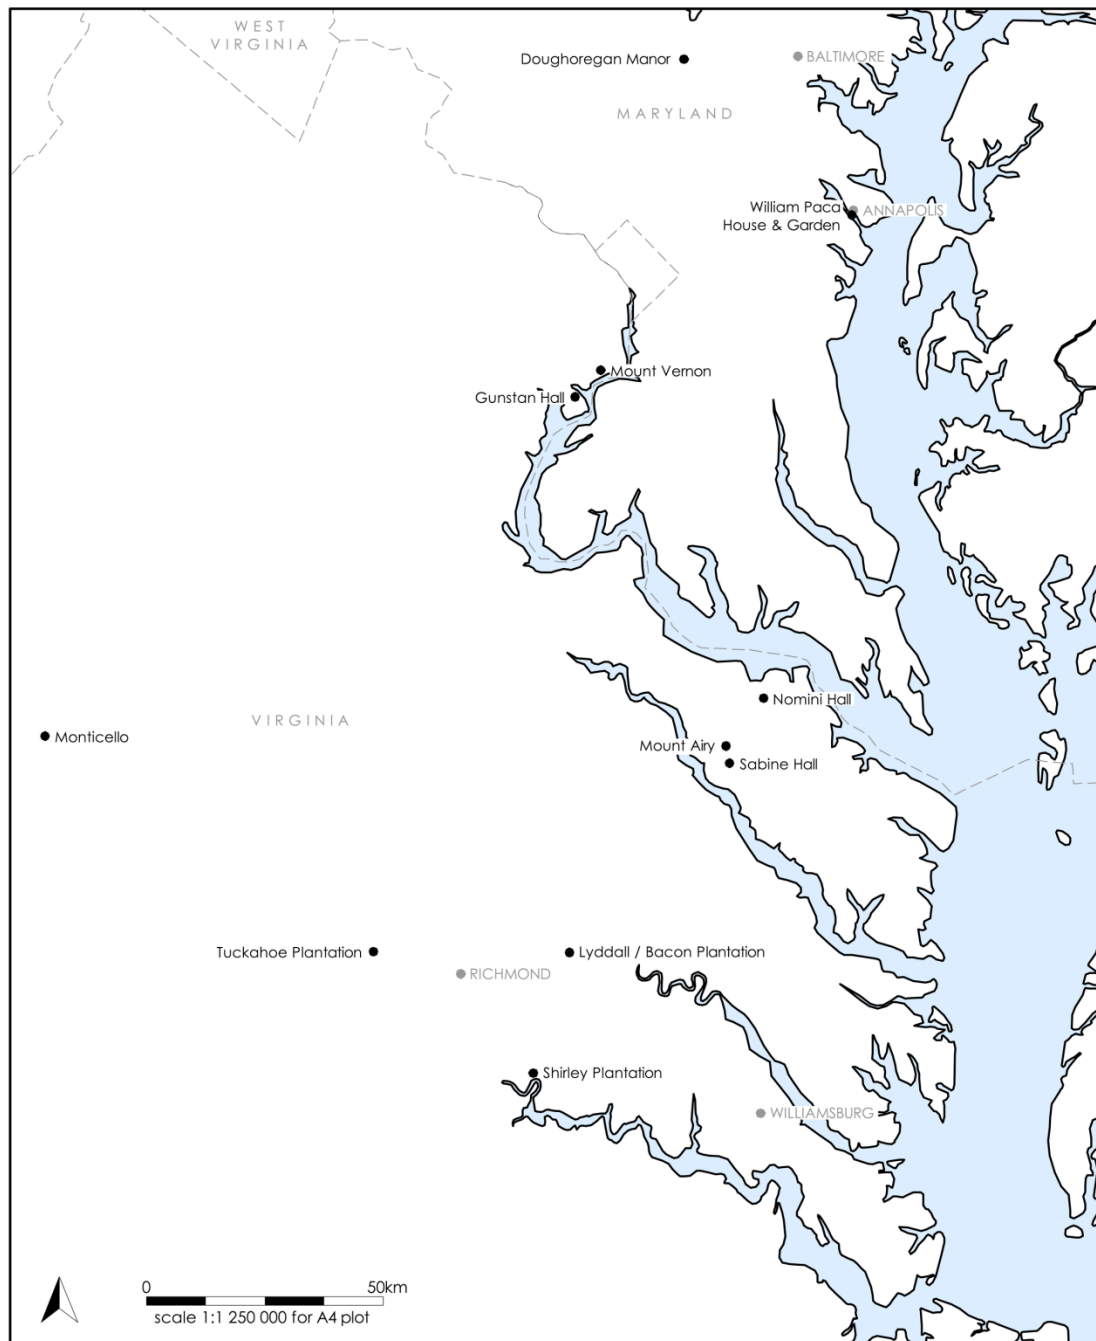 WEST
VIRGINIA
Doughoregan Manor
BALTIMORE
MARYLAND
William Paca
House & Garden
ANNAPOLIS
Mount Vernon
Gunstan Hall
Nomini Hall
VIRGINIA
Monticello
Mount Airy
Sabine Hall
Tuckahoe Plantation
Lyddall / Bacon Plantation
RICHMOND
Shirley Plantation
WILLIAMSBURG
0 50km
scale 1:1 250 000 for A4 plot